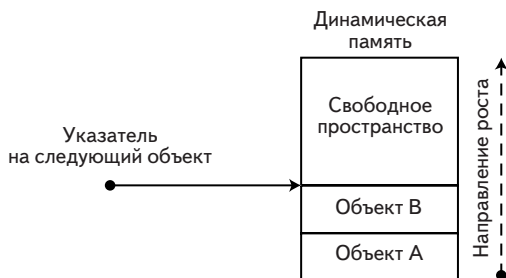 Динамическая
память
Свободное
пространство
Указатель
на следующий объект
Объект B
Объект A
Направление роста